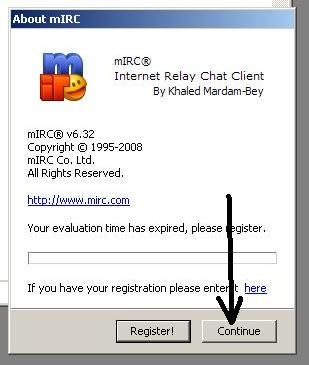 About mIRC
mIRC®
Internet Relay Chat Client
By Khaled Mardam-Bey
mIRC® v6.32
Copyright © 1995-2008
mIRC Co. Ltd.
All Rights Reserved.
http://www.mirc.com
Your evaluation time has expired, please register.
If you have your registration please enter it here
Register!
Continue